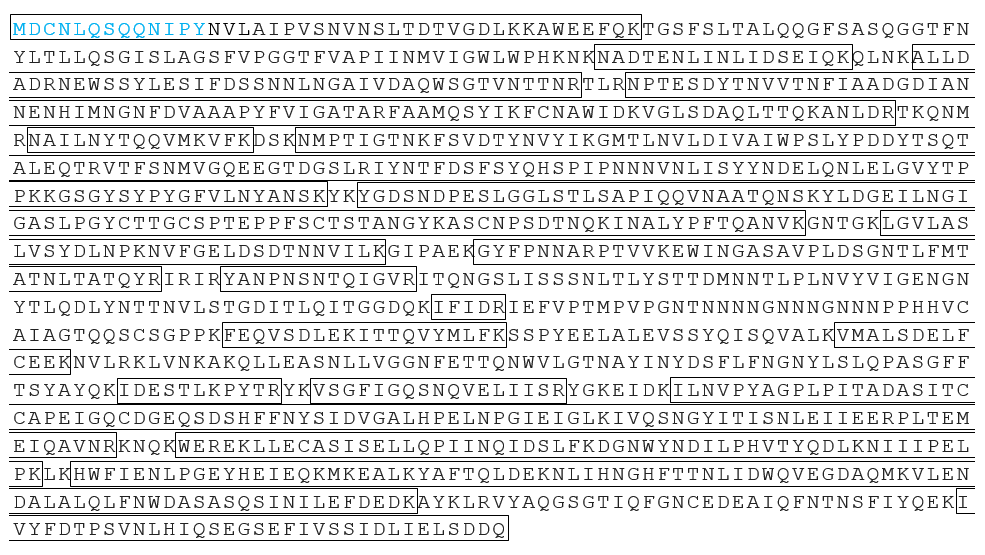 MDCNLQSQQNIPYNVLAIPVSNVNSLTDTVGDLKKAWEEFQKTGSFSLTALQQGFSASQGGTFN
YLTLLQSGISLAGSFVPGGTFVAPIINMVIGWLWPHKNKNADTENLINLIDSEIQKQLNKALLD
ADRNEWSSYLESIFDSSNNLNGAIVDAQWSGTVNTTNRTLRNPTESDYTNVVTNFIAADGDIAN
NENHIMNGNFDVAAAPYFVIGATARFAAMQSYIKFCNAWIDKVGLSDAQLTTQKANLDRTKQNM
RNAILNYTQQVMKVFKDSKNMPTIGTNKFSVDTYNVYIKGMTLNVLDIVAIWPSLYPDDYTSQT
ALEQTRVTFSNMVGQEEGTDGSLRIYNTFDSFSYQHSPIPNNNVNLISYYNDELQNLELGVYTP
PKKGSGYSYPYGFVLNYANSKYKYGDSNDPESLGGLSTLSAPIQQVNAATQNSKYLDGEILNGI
GASLPGYCTTGCSPTEPPFSCTSTANGYKASCNPSDTNQKINALYPFTQANVKGNTGKLGVLAS
LVSYDLNPKNVFGELDSDTNNVILKGIPAEKGYFPNNARPTVVKEWINGASAVPLDSGNTLFMT
ATNLTATQYRIRIRYANPNSNTQIGVRITQNGSLISSSNLTLYSTTDMNNTLPLNVYVIGENGN
YTLQDLYNTTNVLSTGDITLQITGGDQKIFIDRIEFVPTMPVPGNTNNNNGNNNGNNNPPHHVC
AIAGTQQSCSGPPKFEQVSDLEKITTQVYMLFKSSPYEELALEVSSYQISQVALKVMALSDELF
CEEKNVLRKLVNKAKQLLEASNLLVGGNFETTQNWVLGTNAYINYDSFLFNGNYLSLQPASGFF
TSYAYQKIDESTLKPYTRYKVSGFIGQSNQVELIISRYGKEIDKILNVPYAGPLPITADASITC
CAPEIGQCDGEQSDSHFFNYSIDVGALHPELNPGIEIGLKIVQSNGYITISNLEIIEERPLTEM
EIQAVNRKNQKWEREKLLECASISELLQPIINQIDSLFKDGNWYNDILPHVTYQDLKNIIIPEL
PKLKHWFIENLPGEYHEIEQKMKEALKYAFTQLDEKNLIHNGHFTTNLIDWQVEGDAQMKVLEN
DALALQLFNWDASASQSINILEFDEDKAYKLRVYAQGSGTIQFGNCEDEAIQFNTNSFIYQEKI
VYFDTPSVNLHIQSEGSEFIVSSIDLIELSDDQ